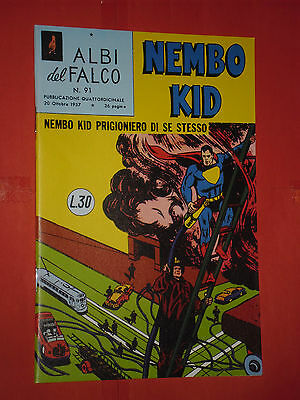 ALBI
del FALCO
N. 91
PUBBLICAZIONE QUATTORDICINALE
20 Ottobre 1957 * 36 pagine
NEMBO
KID
NEMBO KID PRIGIONIERO DI SE STESSO
L.30